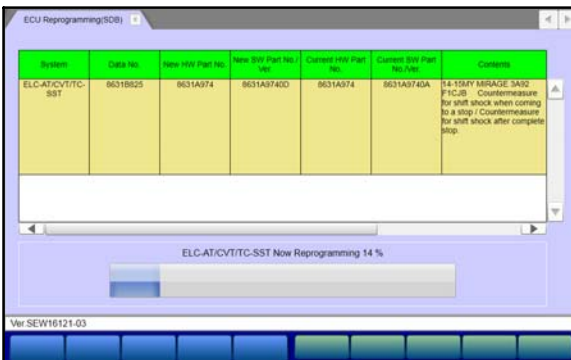 ECU Reprogramming(SDB)
System Data No. New HW Part No. New SW Part No./ Ver. Current HW Part No. Current SW Part No./Ver. Contents
ELC-AT/CVT/TC-SST 8631B825 8631A974 8631A9740D 8631A974 8631A9740A 14-15MY MIRAGE 3A92
F1CJB Countermeasure
for shift shock when coming
to a stop / Countermeasure
for shift shock after complete
stop.
ELC-AT/CVT/TC-SST Now Reprogramming 14 %
Ver.SEW16121-03